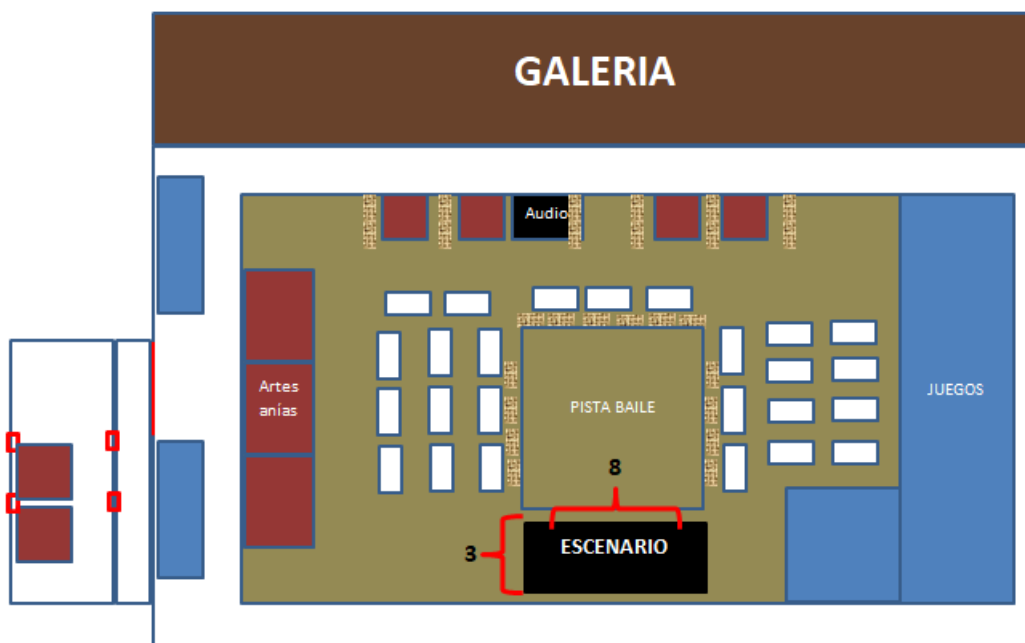 GALERIA
Audio
Artes
anías
PISTA BAILE
JUEGOS
8
3
ESCENARIO